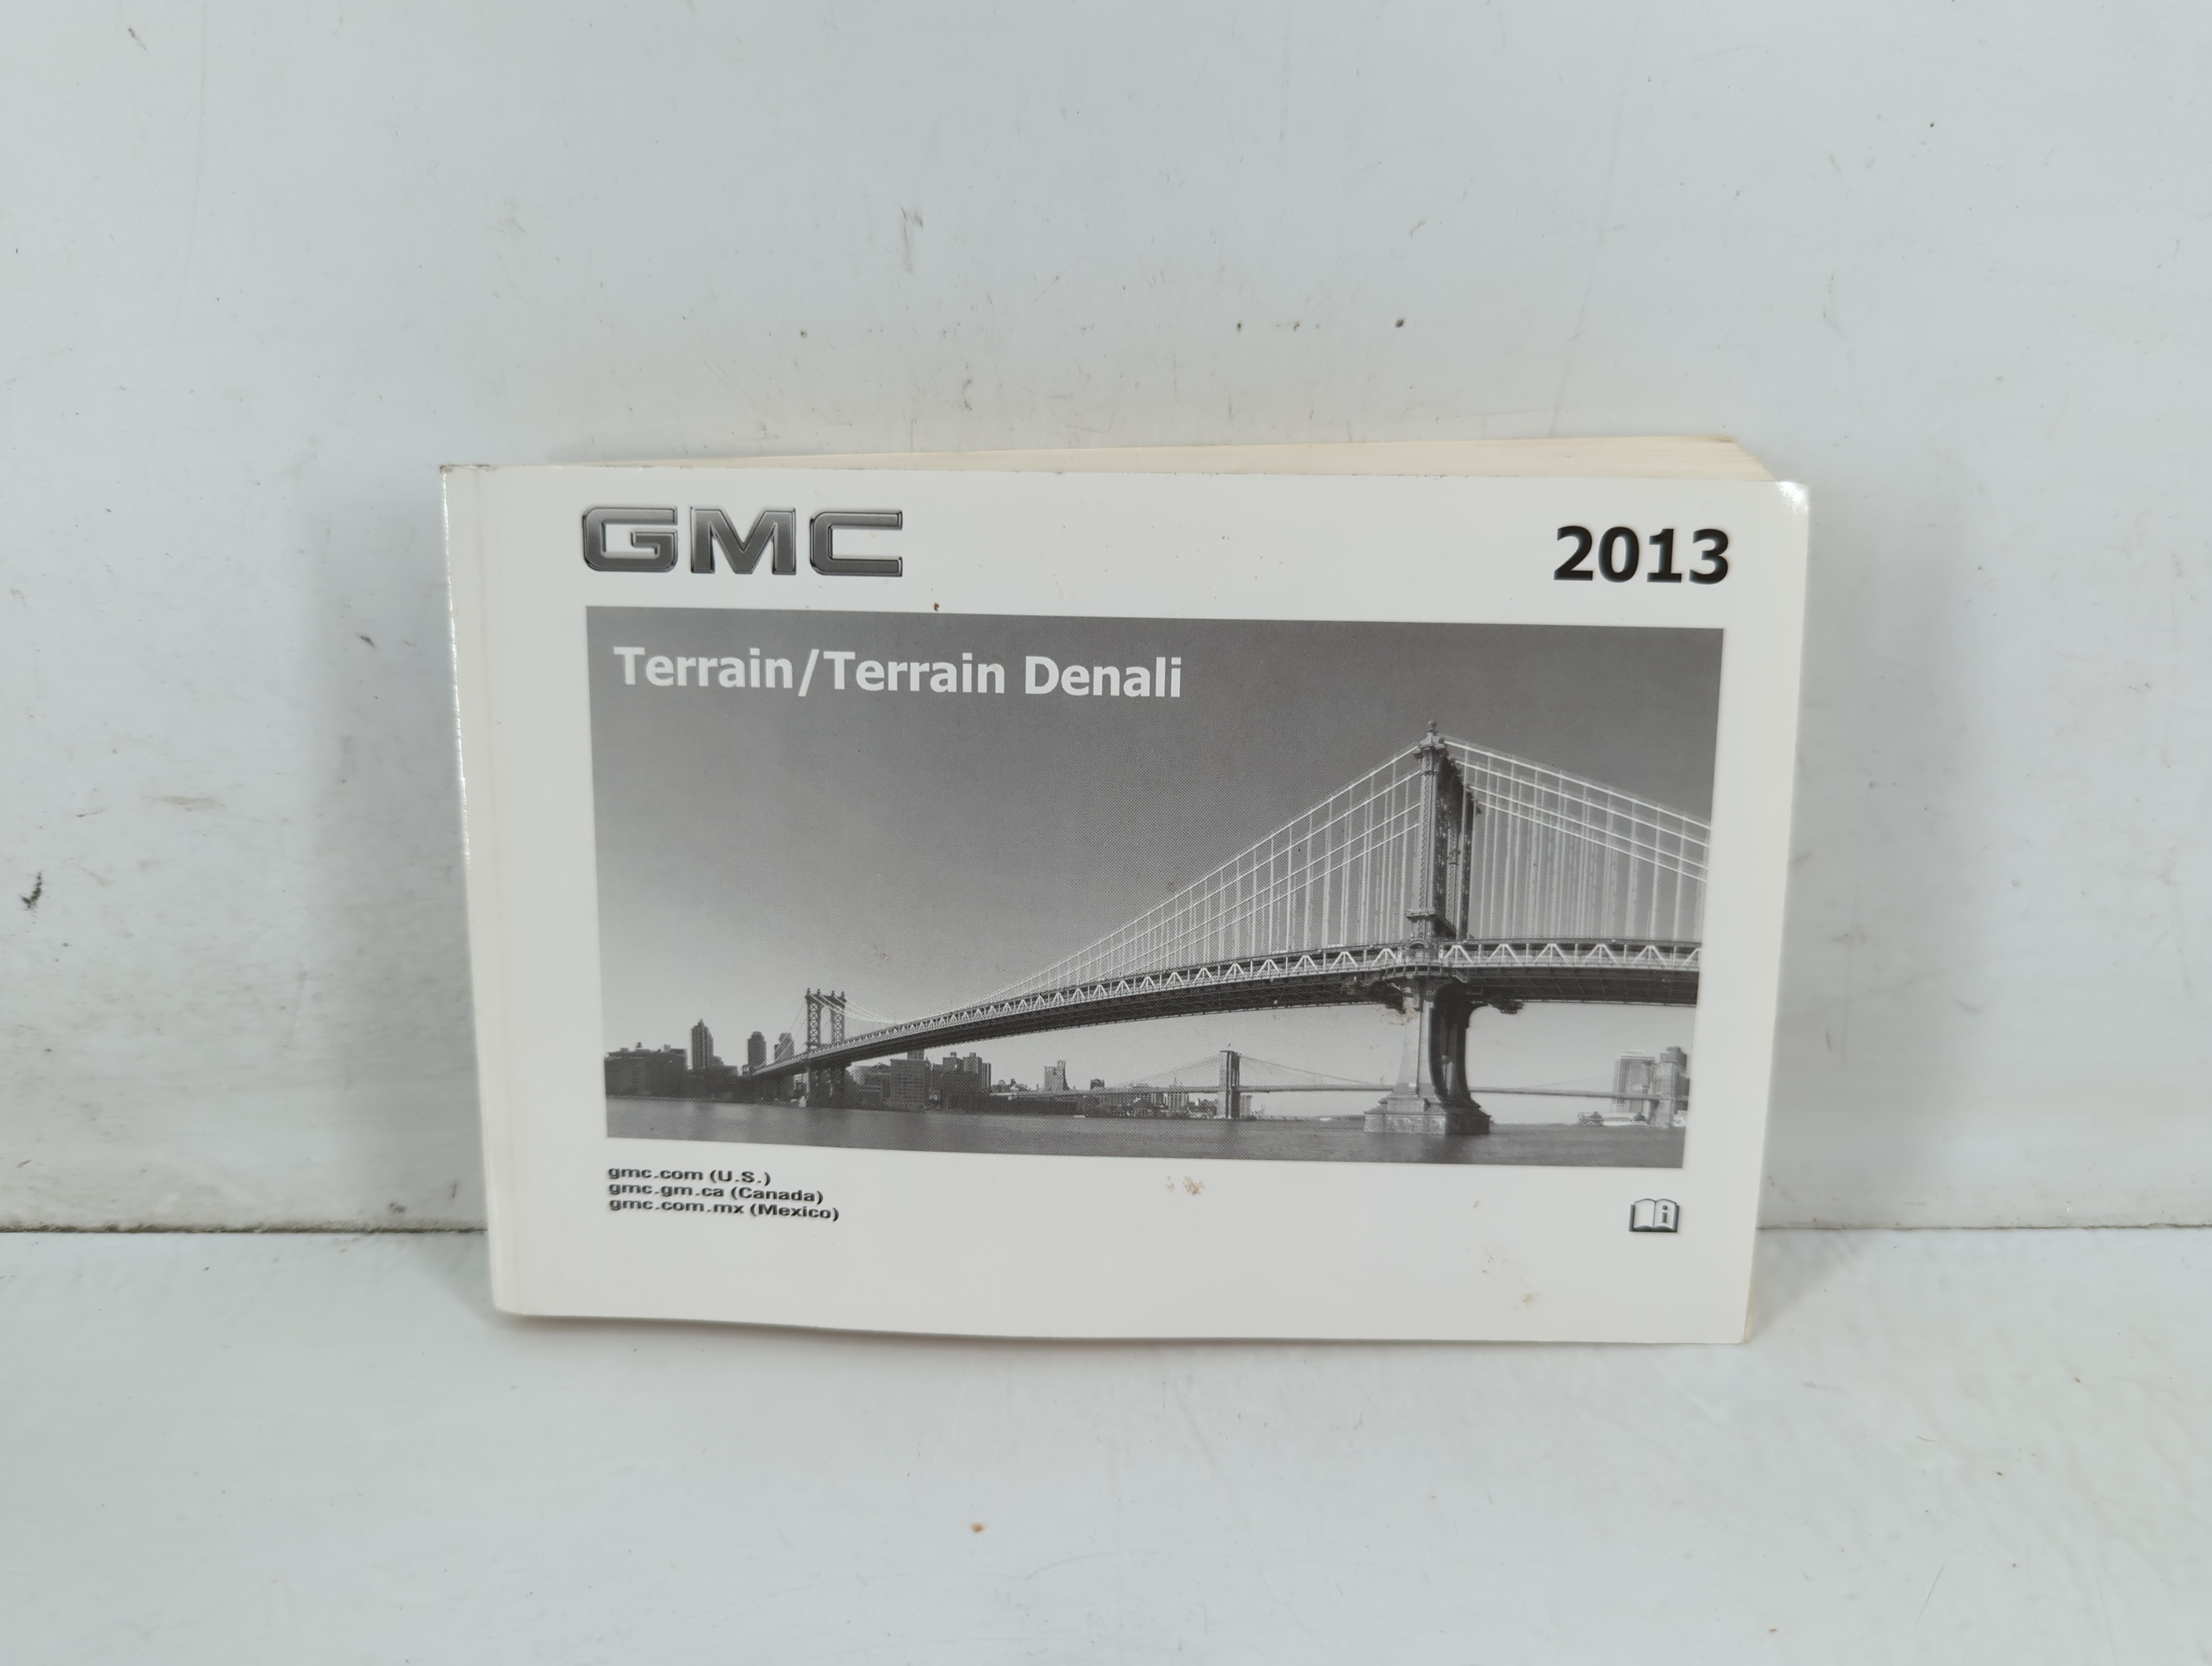 GMC
2013
Terrain/Terrain Denali
gmc.com (U.S.)
gmc.gm.ca (Canada)
gmc.com.mx (Mexico)
i